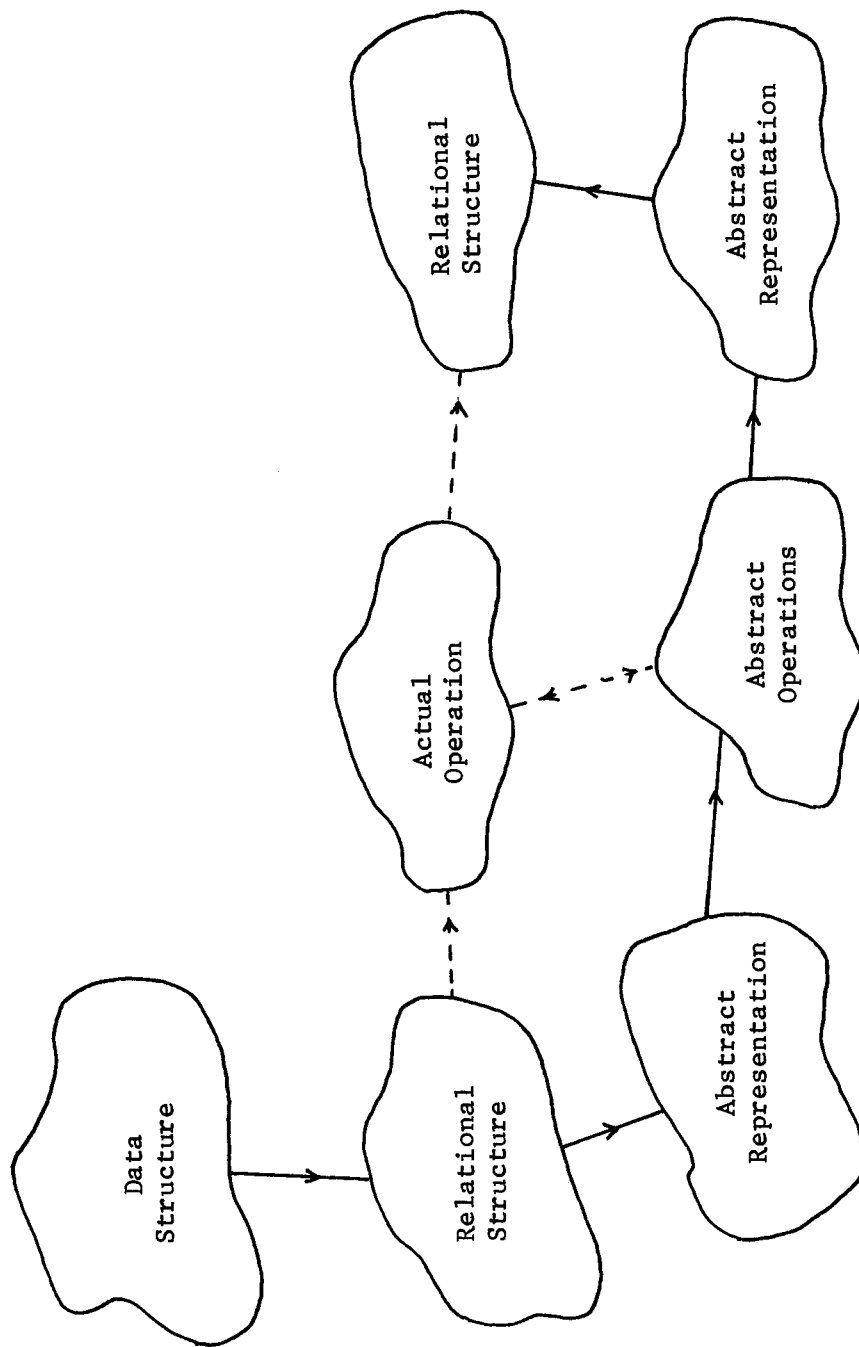 Data
Structure
Relational
Structure
Actual
Operation
Relational
Structure
Abstract
Representation
Abstract
Operations
Abstract
Representation